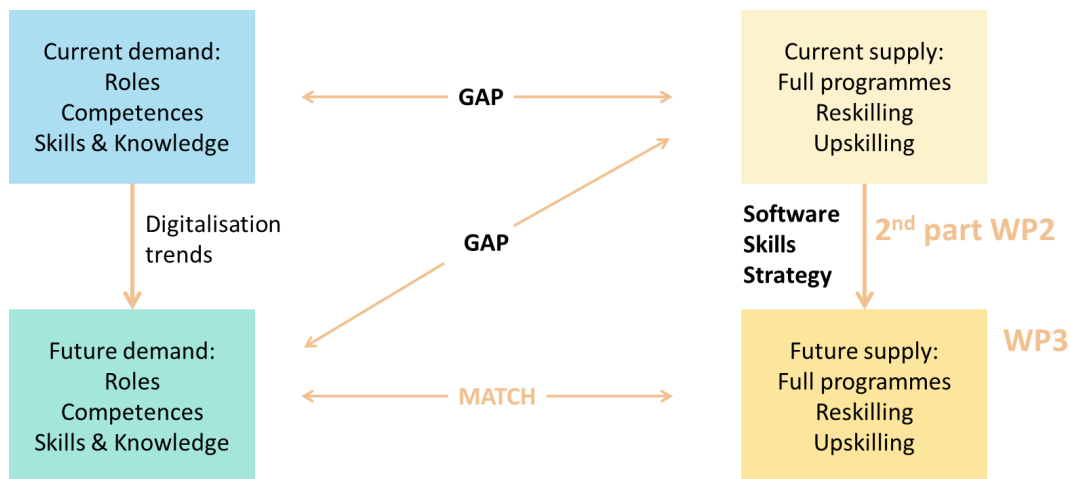 Current demand:
Roles
Competences
Skills & Knowledge
GAP
Current supply:
Full programmes
Reskilling
Upskilling
Digitalisation
trends
GAP
Software
Skills
Strategy
2nd part WP2
WP3
Future demand:
Roles
Competences
Skills & Knowledge
MATCH
Future supply:
Full programmes
Reskilling
Upskilling